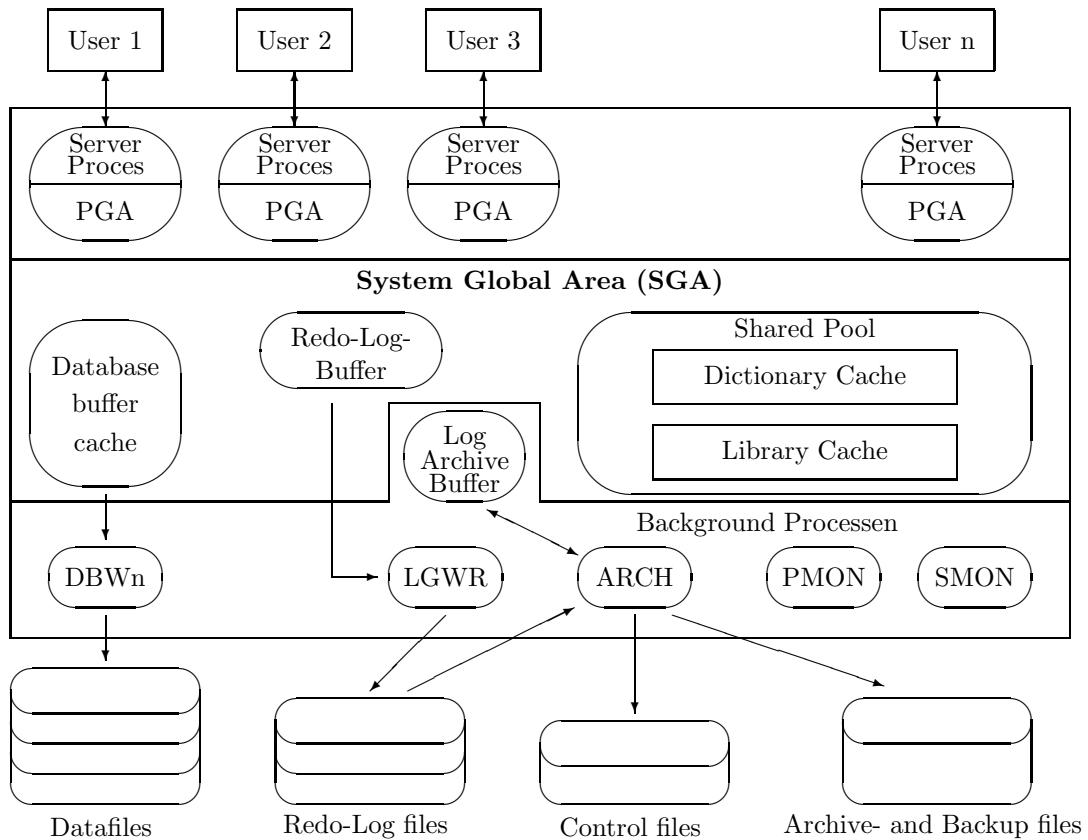 User 1
User 2
User 3
User n
Server
Proces
PGA
Server
Proces
PGA
Server
Proces
PGA
Server
Proces
PGA
System Global Area (SGA)
Database
buffer
cache
Redo-Log-
Buffer
Log
Archive
Buffer
Shared Pool
Dictionary Cache
Library Cache
Background Processen
DBWn
LGWR
ARCH
PMON
SMON
Datafiles
Redo-Log files
Control files
Archive- and Backup files